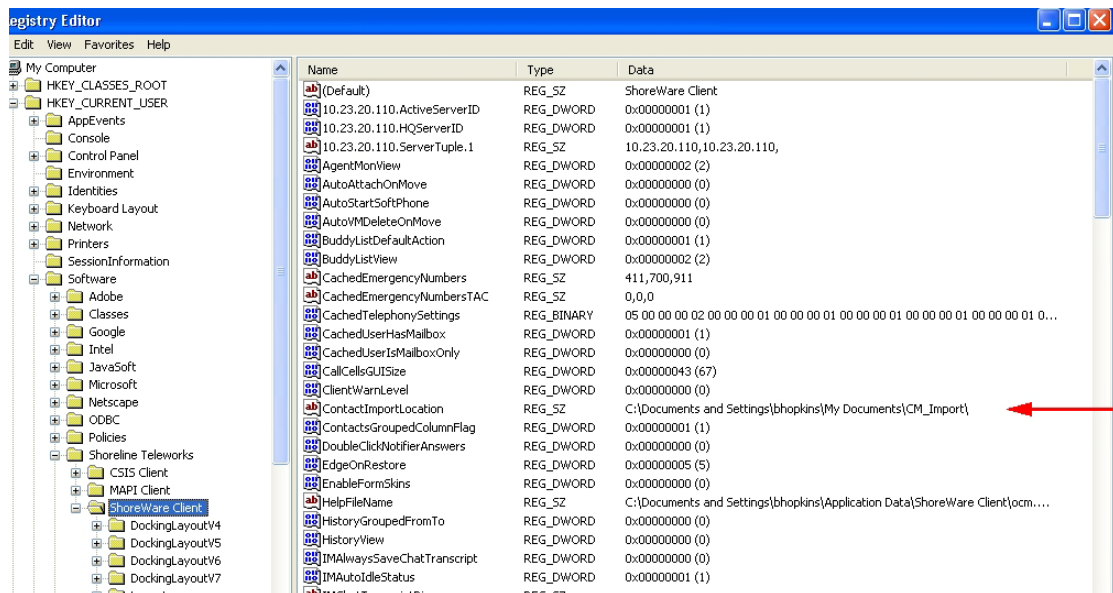 egistry Editor
Edit View Favorites Help
My Computer
HKEY_CLASSES_ROOT
HKEY_CURRENT_USER
AppEvents
Console
Control Panel
Environment
Identities
Keyboard Layout
Network
Printers
SessionInformation
Software
Adobe
Classes
Google
Intel
JavaSoft
Microsoft
Netscape
ODBC
Policies
Shoreline Teleworks
CSIS Client
MAPI Client
ShoreWare Client
DockingLayoutV4
DockingLayoutV5
DockingLayoutV6
DockingLayoutV7
Name Type Data
(Default) REG_SZ ShoreWare Client
10.23.20.110.ActiveServerID REG_DWORD 0x00000001 (1)
10.23.20.110.HQServerID REG_DWORD 0x00000001 (1)
10.23.20.110.ServerTuple.1 REG_SZ 10.23.20.110,10.23.20.110,
AgentMonView REG_DWORD 0x00000002 (2)
AutoAttachOnMove REG_DWORD 0x00000000 (0)
AutoStartSoftPhone REG_DWORD 0x00000000 (0)
AutoVMDeleteOnMove REG_DWORD 0x00000000 (0)
BuddyListDefaultAction REG_DWORD 0x00000001 (1)
BuddyListView REG_DWORD 0x00000002 (2)
CachedEmergencyNumbers REG_SZ 411,700,911
CachedEmergencyNumbersTAC REG_SZ 0,0,0
CachedTelephonySettings REG_BINARY 05 00 00 00 02 00 00 00 01 00 00 00 01 00 00 00 01 00 00 00 01 00 00 00 01 0...
CachedUserHasMailbox REG_DWORD 0x00000001 (1)
CachedUserIsMailboxOnly REG_DWORD 0x00000000 (0)
CallCellsGUISize REG_DWORD 0x00000043 (67)
ClientWarnLevel REG_DWORD 0x00000000 (0)
ContactImportLocation REG_SZ C:\Documents and Settings\bhopkins\My Documents\CM_Import\
ContactsGroupedColumnFlag REG_DWORD 0x00000001 (1)
DoubleClickNotifierAnswers REG_DWORD 0x00000000 (0)
EdgeOnRestore REG_DWORD 0x00000005 (5)
EnableFormSkins REG_DWORD 0x00000000 (0)
HelpFileName REG_SZ C:\Documents and Settings\bhopkins\Application Data\ShoreWare Client\ocm....
HistoryGroupedFromTo REG_DWORD 0x00000000 (0)
HistoryView REG_DWORD 0x00000000 (0)
IMAlwaysSaveChatTranscript REG_DWORD 0x00000000 (0)
IMAutoIdleStatus REG_DWORD 0x00000001 (1)